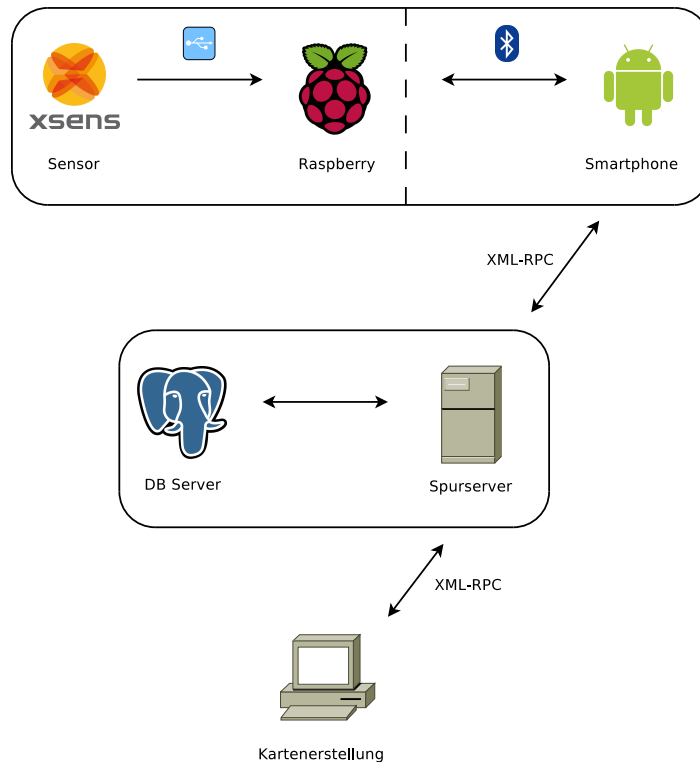 xsens
Sensor
Raspberry
Smartphone
XML-RPC
DB Server
Spurserver
XML-RPC
Kartenerstellung